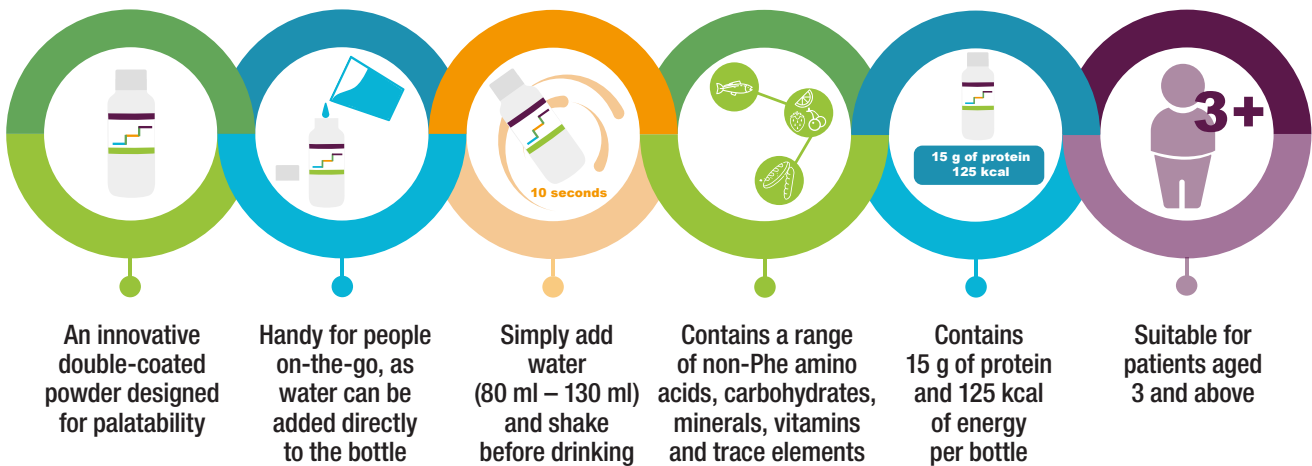 10 seconds
15 g of protein
125 kcal
3+
An innovative
double-coated
powder designed
for palatability
Handy for people
on-the-go, as
water can be
added directly
to the bottle
Simply add
water
(80 ml – 130 ml)
and shake
before drinking
Contains a range
of non-Phe amino
acids, carbohydrates,
minerals, vitamins
and trace elements
Contains
15 g of protein
and 125 kcal
of energy
per bottle
Suitable for
patients aged
3 and above